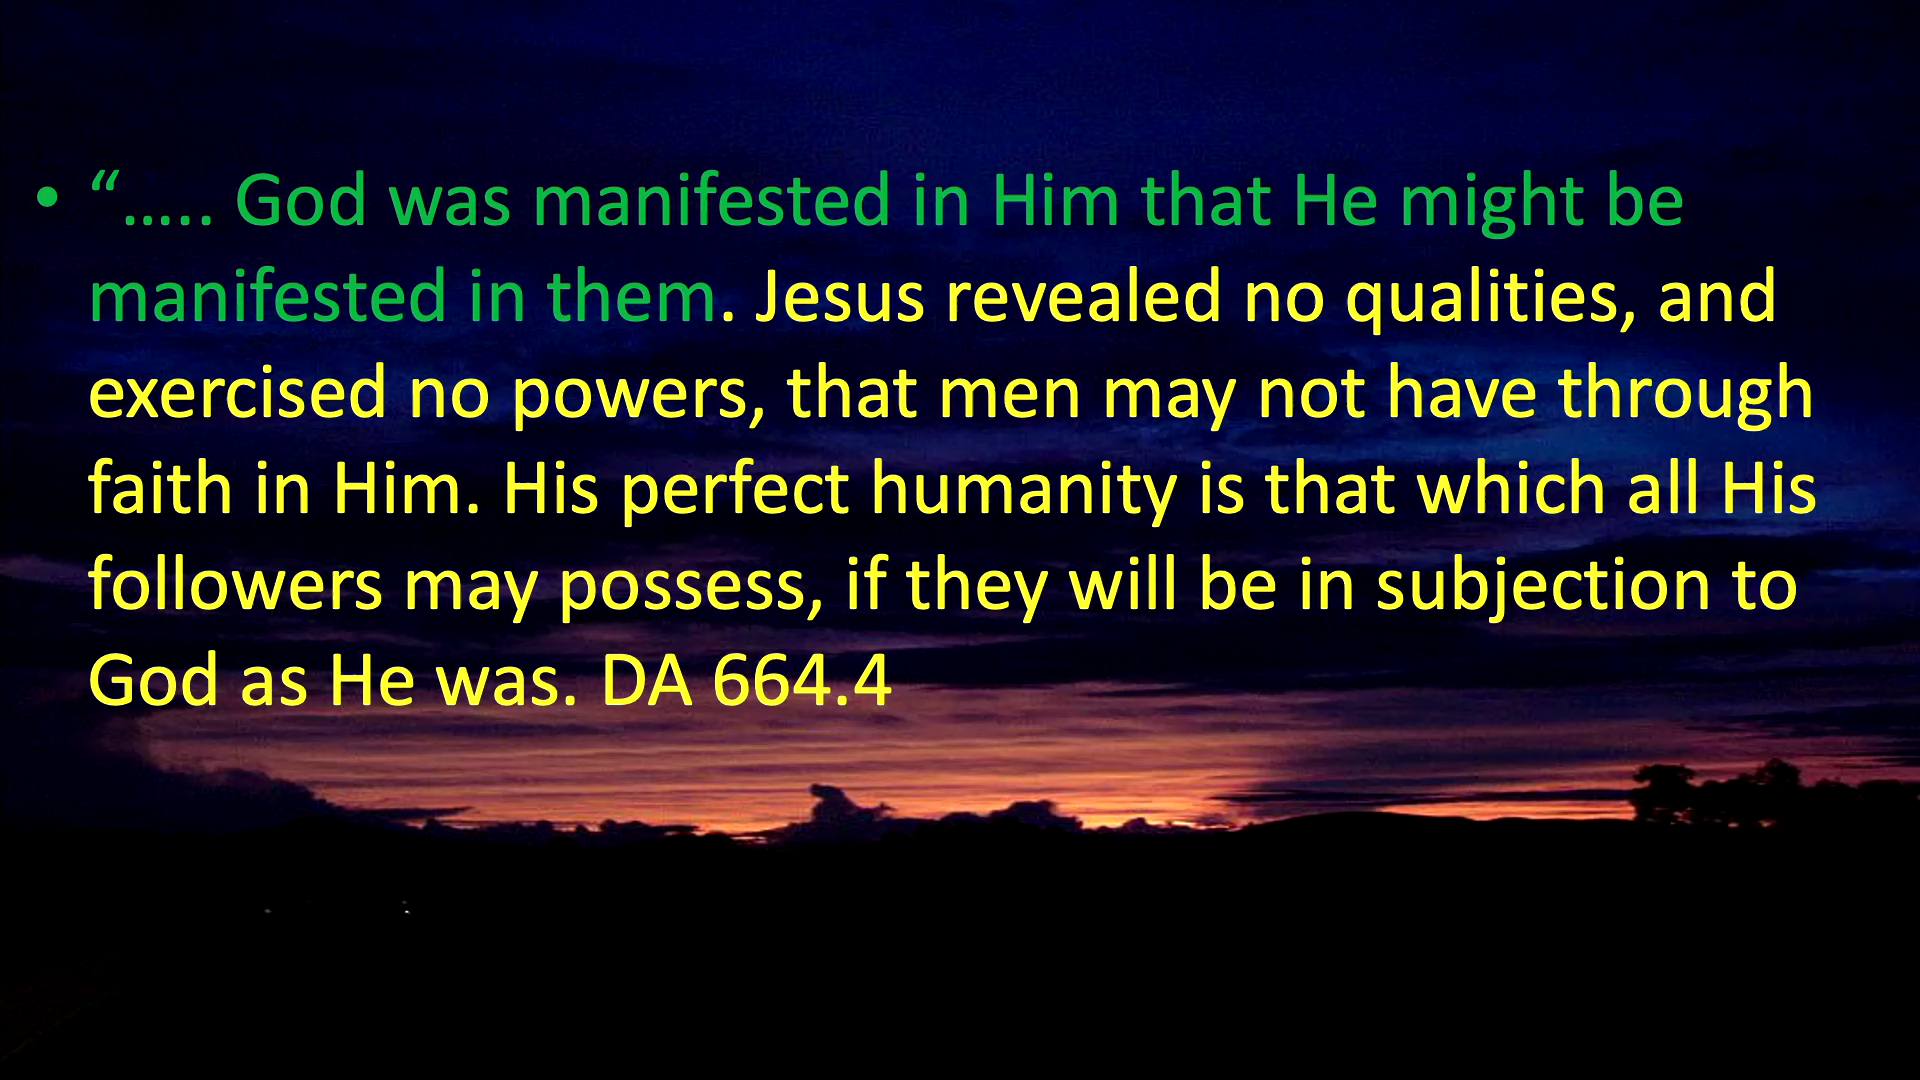 • “….. God was manifested in Him that He might be
manifested in them. Jesus revealed no qualities, and
exercised no powers, that men may not have through
faith in Him. His perfect humanity is that which all His
followers may possess, if they will be in subjection to
God as He was. DA 664.4